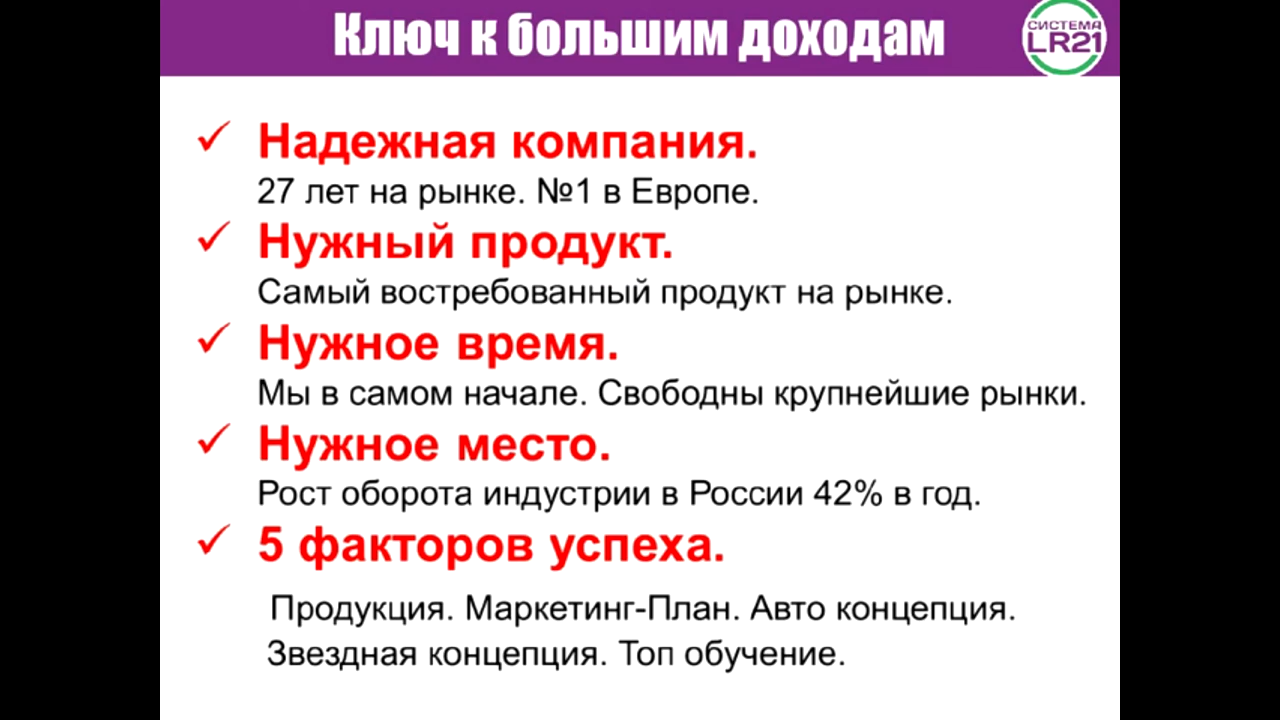 Ключ к большим доходам
СИСТЕМА
LR21
Надежная компания.
27 лет на рынке. №1 в Европе.
Нужный продукт.
Самый востребованный продукт на рынке.
Нужное время.
Мы в самом начале. Свободны крупнейшие рынки.
Нужное место.
Рост оборота индустрии в России 42% в год.
5 факторов успеха.
Продукция. Маркетинг-План. Авто концепция.
Звездная концепция. Топ обучение.